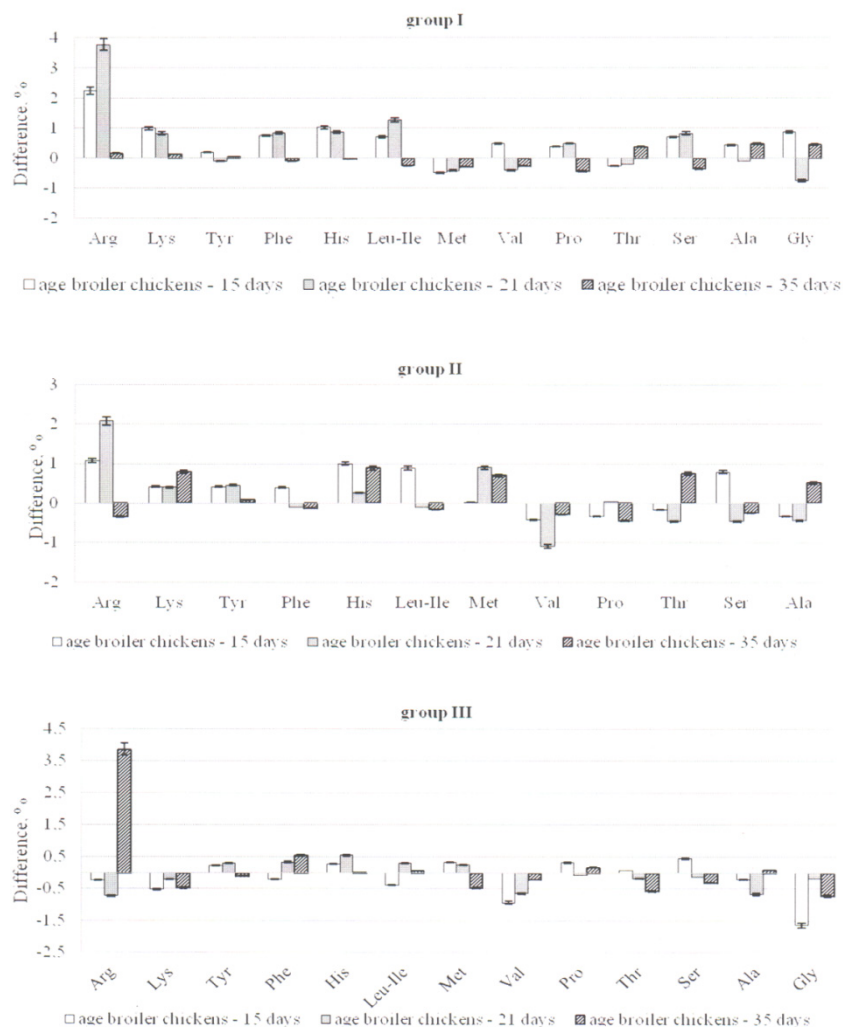 group I
Difference, %
4
3
2
1
0
-1
-2
Arg Lys Tyr Phe His Leu-Ile Met Val Pro Thr Ser Ala Gly
age broiler chickens - 15 days age broiler chickens - 21 days age broiler chickens - 35 days
group II
Difference, %
3
2
1
0
-1
-2
Arg Lys Tyr Phe His Leu-Ile Met Val Pro Thr Ser Ala
age broiler chickens - 15 days age broiler chickens - 21 days age broiler chickens - 35 days
group III
Difference, %
4.5
3.5
2.5
1.5
0.5
-0.5
-1.5
-2.5
Arg Lys Tyr Phe His Leu-Ile Met Val Pro Thr Ser Ala Gly
age broiler chickens - 15 days age broiler chickens - 21 days age broiler chickens - 35 days